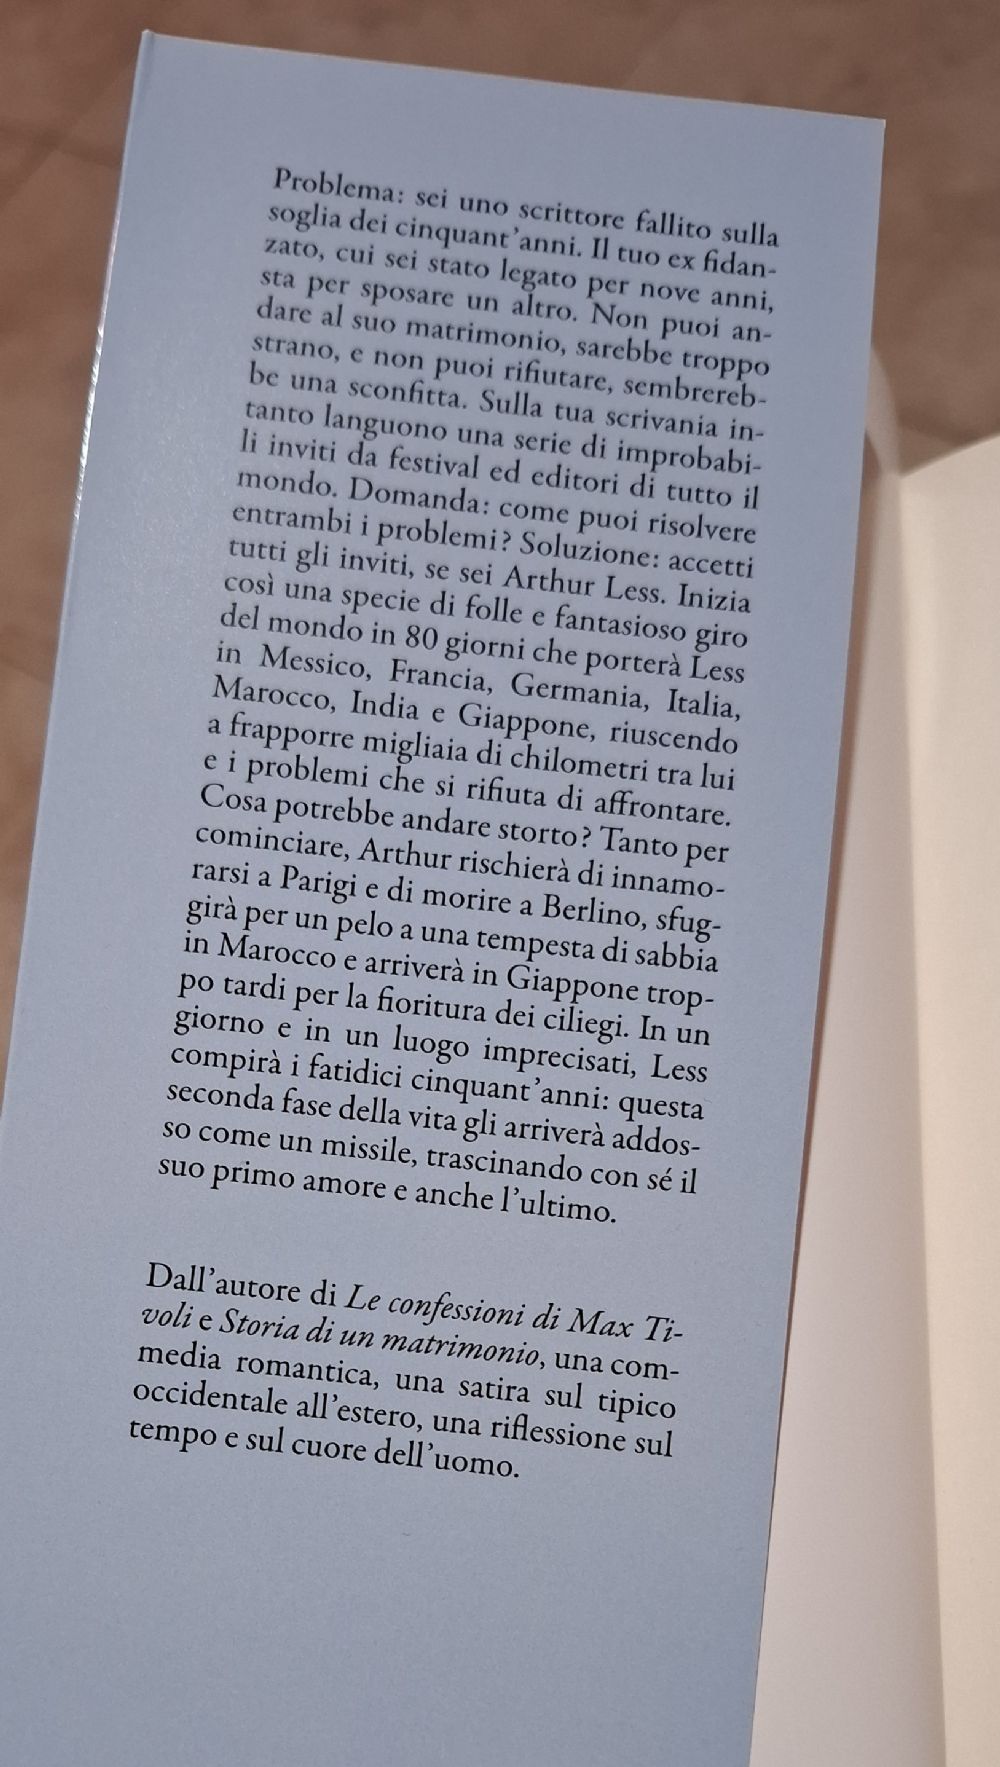 Problema: sei uno scrittore fallito sulla
soglia dei cinquant'anni. Il tuo ex fidan-
zato, cui sei stato legato per nove anni,
sta per sposare un altro. Non puoi an-
dare al suo matrimonio, sarebbe troppo
strano, e non puoi rifiutare, sembrereb-
be una sconfitta. Sulla tua scrivania in-
tanto languono una serie di improbabi-
li inviti da festival ed editori di tutto il
mondo. Domanda: come puoi risolvere
entrambi i problemi? Soluzione: accetti
tutti gli inviti, se sei Arthur Less. Inizia
così una specie di folle e fantasioso giro
del mondo in 80 giorni che porterà Less
in Messico, Francia, Germania, Italia,
Marocco, India e Giappone, riuscendo
a frapporre migliaia di chilometri tra lui
e i problemi che si rifiuta di affrontare.
Cosa potrebbe andare storto? Tanto per
cominciare, Arthur rischierà di innamo-
rarsi a Parigi e di morire a Berlino, sfug-
girà per un pelo a una tempesta di sabbia
in Marocco e arriverà in Giappone trop-
po tardi per la fioritura dei ciliegi. In un
giorno e in un luogo imprecisati, Less
compirà i fatidici cinquant'anni: questa
seconda fase della vita gli arriverà addos-
so come un missile, trascinando con sé il
suo primo amore e anche l'ultimo.
Dall'autore di Le confessioni di Max Ti-
voli e Storia di un matrimonio, una com-
media romantica, una satira sul tipico
occidentale all'estero, una riflessione sul
tempo e sul cuore dell'uomo.